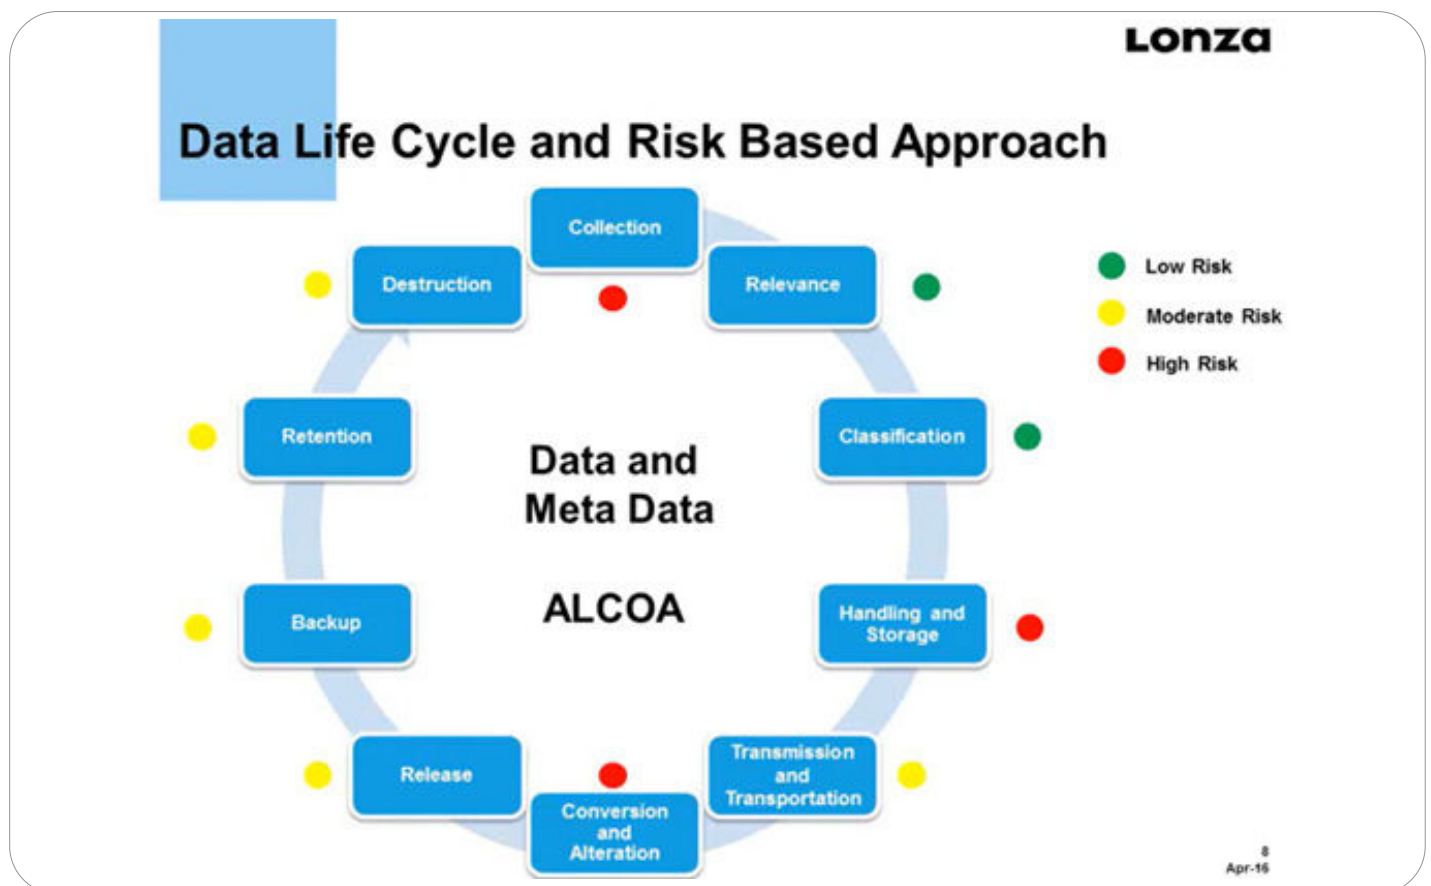 Lonza
Data Life Cycle and Risk Based Approach
Collection
Destruction
Relevance
Low Risk
Moderate Risk
High Risk
Retention
Classification
Data and
Meta Data
ALCOA
Backup
Handling and
Storage
Release
Transmission
and
Transportation
Conversion
and
Alteration
8
Apr-16